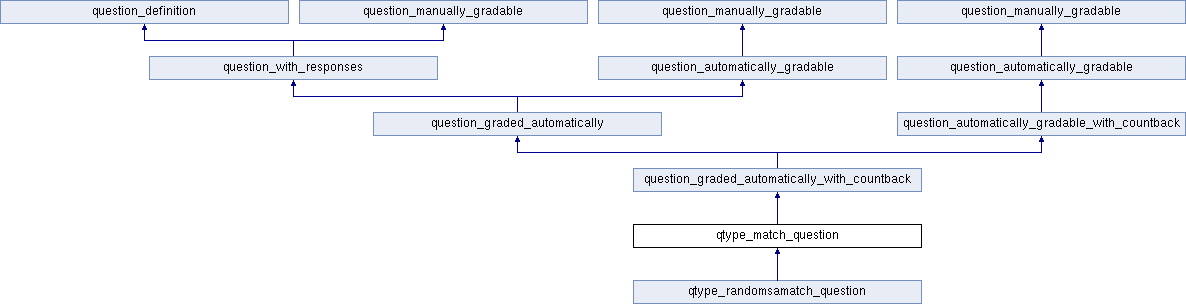 question_definition
question_manually_gradable
question_manually_gradable
question_manually_gradable
question_with_responses
question_automatically_gradable
question_automatically_gradable
question_graded_automatically
question_automatically_gradable_with_countback
question_graded_automatically_with_countback
qtype_match_question
qtype_randomsamatch_question